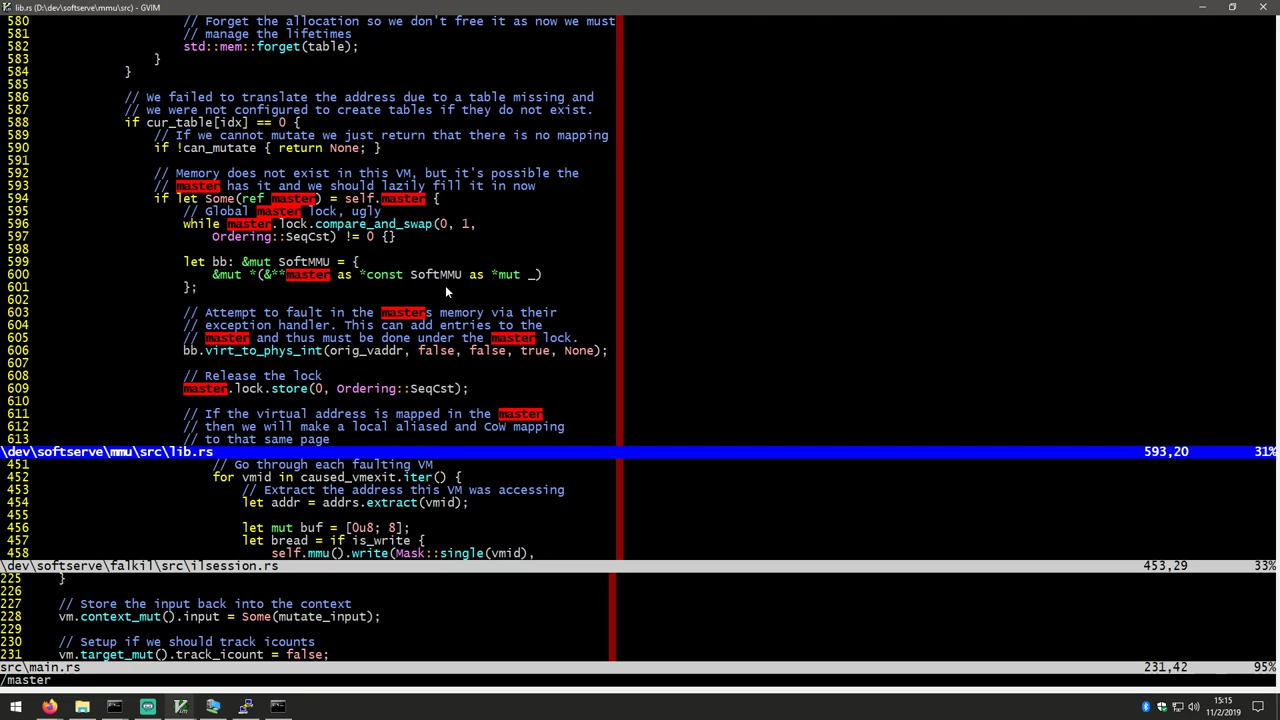 lib.rs (D:\dev\softserve\mmu\src) - GVIM
580 // Forget the allocation so we don't free it as now we must
581 // manage the lifetimes
582 std::mem::forget(table);
583 }
584 }
585
586 // We failed to translate the address due to a table missing and
587 // we were not configured to create tables if they do not exist.
588 if cur_table[idx] == 0 {
589 // If we cannot mutate we just return that there is no mapping
590 if !can_mutate { return None; }
591
592 // Memory does not exist in this VM, but it's possible the
593 // master has it and we should lazily fill it in now
594 if let Some(ref master) = self.master {
595 // Global master lock, ugly
596 while master.lock.compare_and_swap(0, 1,
597 Ordering::SeqCst) != 0 {}
598
599 let bb: &mut SoftMMU = {
600 &mut *(&**master as *const SoftMMU as *mut _)
601 };
602
603 // Attempt to fault in the masters memory via their
604 // exception handler. This can add entries to the
605 // master and thus must be done under the master lock.
606 bb.virt_to_phys_int(orig_vaddr, false, false, true, None);
607
608 // Release the lock
609 master.lock.store(0, Ordering::SeqCst);
610
611 // If the virtual address is mapped in the master
612 // then we will make a local aliased and CoW mapping
613 // to that same page
\dev\softserve\mmu\src\lib.rs 593,20 31%
451 // Go through each faulting VM
452 for vmid in caused_vmexit.iter() {
453 // Extract the address this VM was accessing
454 let addr = addrs.extract(vmid);
455
456 let mut buf = [0u8; 8];
457 let bread = if is_write {
458 self.mmu().write(Mask::single(vmid),
\dev\softserve\falkil\src\ilsession.rs 453,29 33%
225 }
226
227 // Store the input back into the context
228 vm.context_mut().input = Some(mutate_input);
229
230 // Setup if we should track icounts
231 vm.target_mut().track_icount = false;
src\main.rs 231,42 95%
/master
15:15
11/2/2019